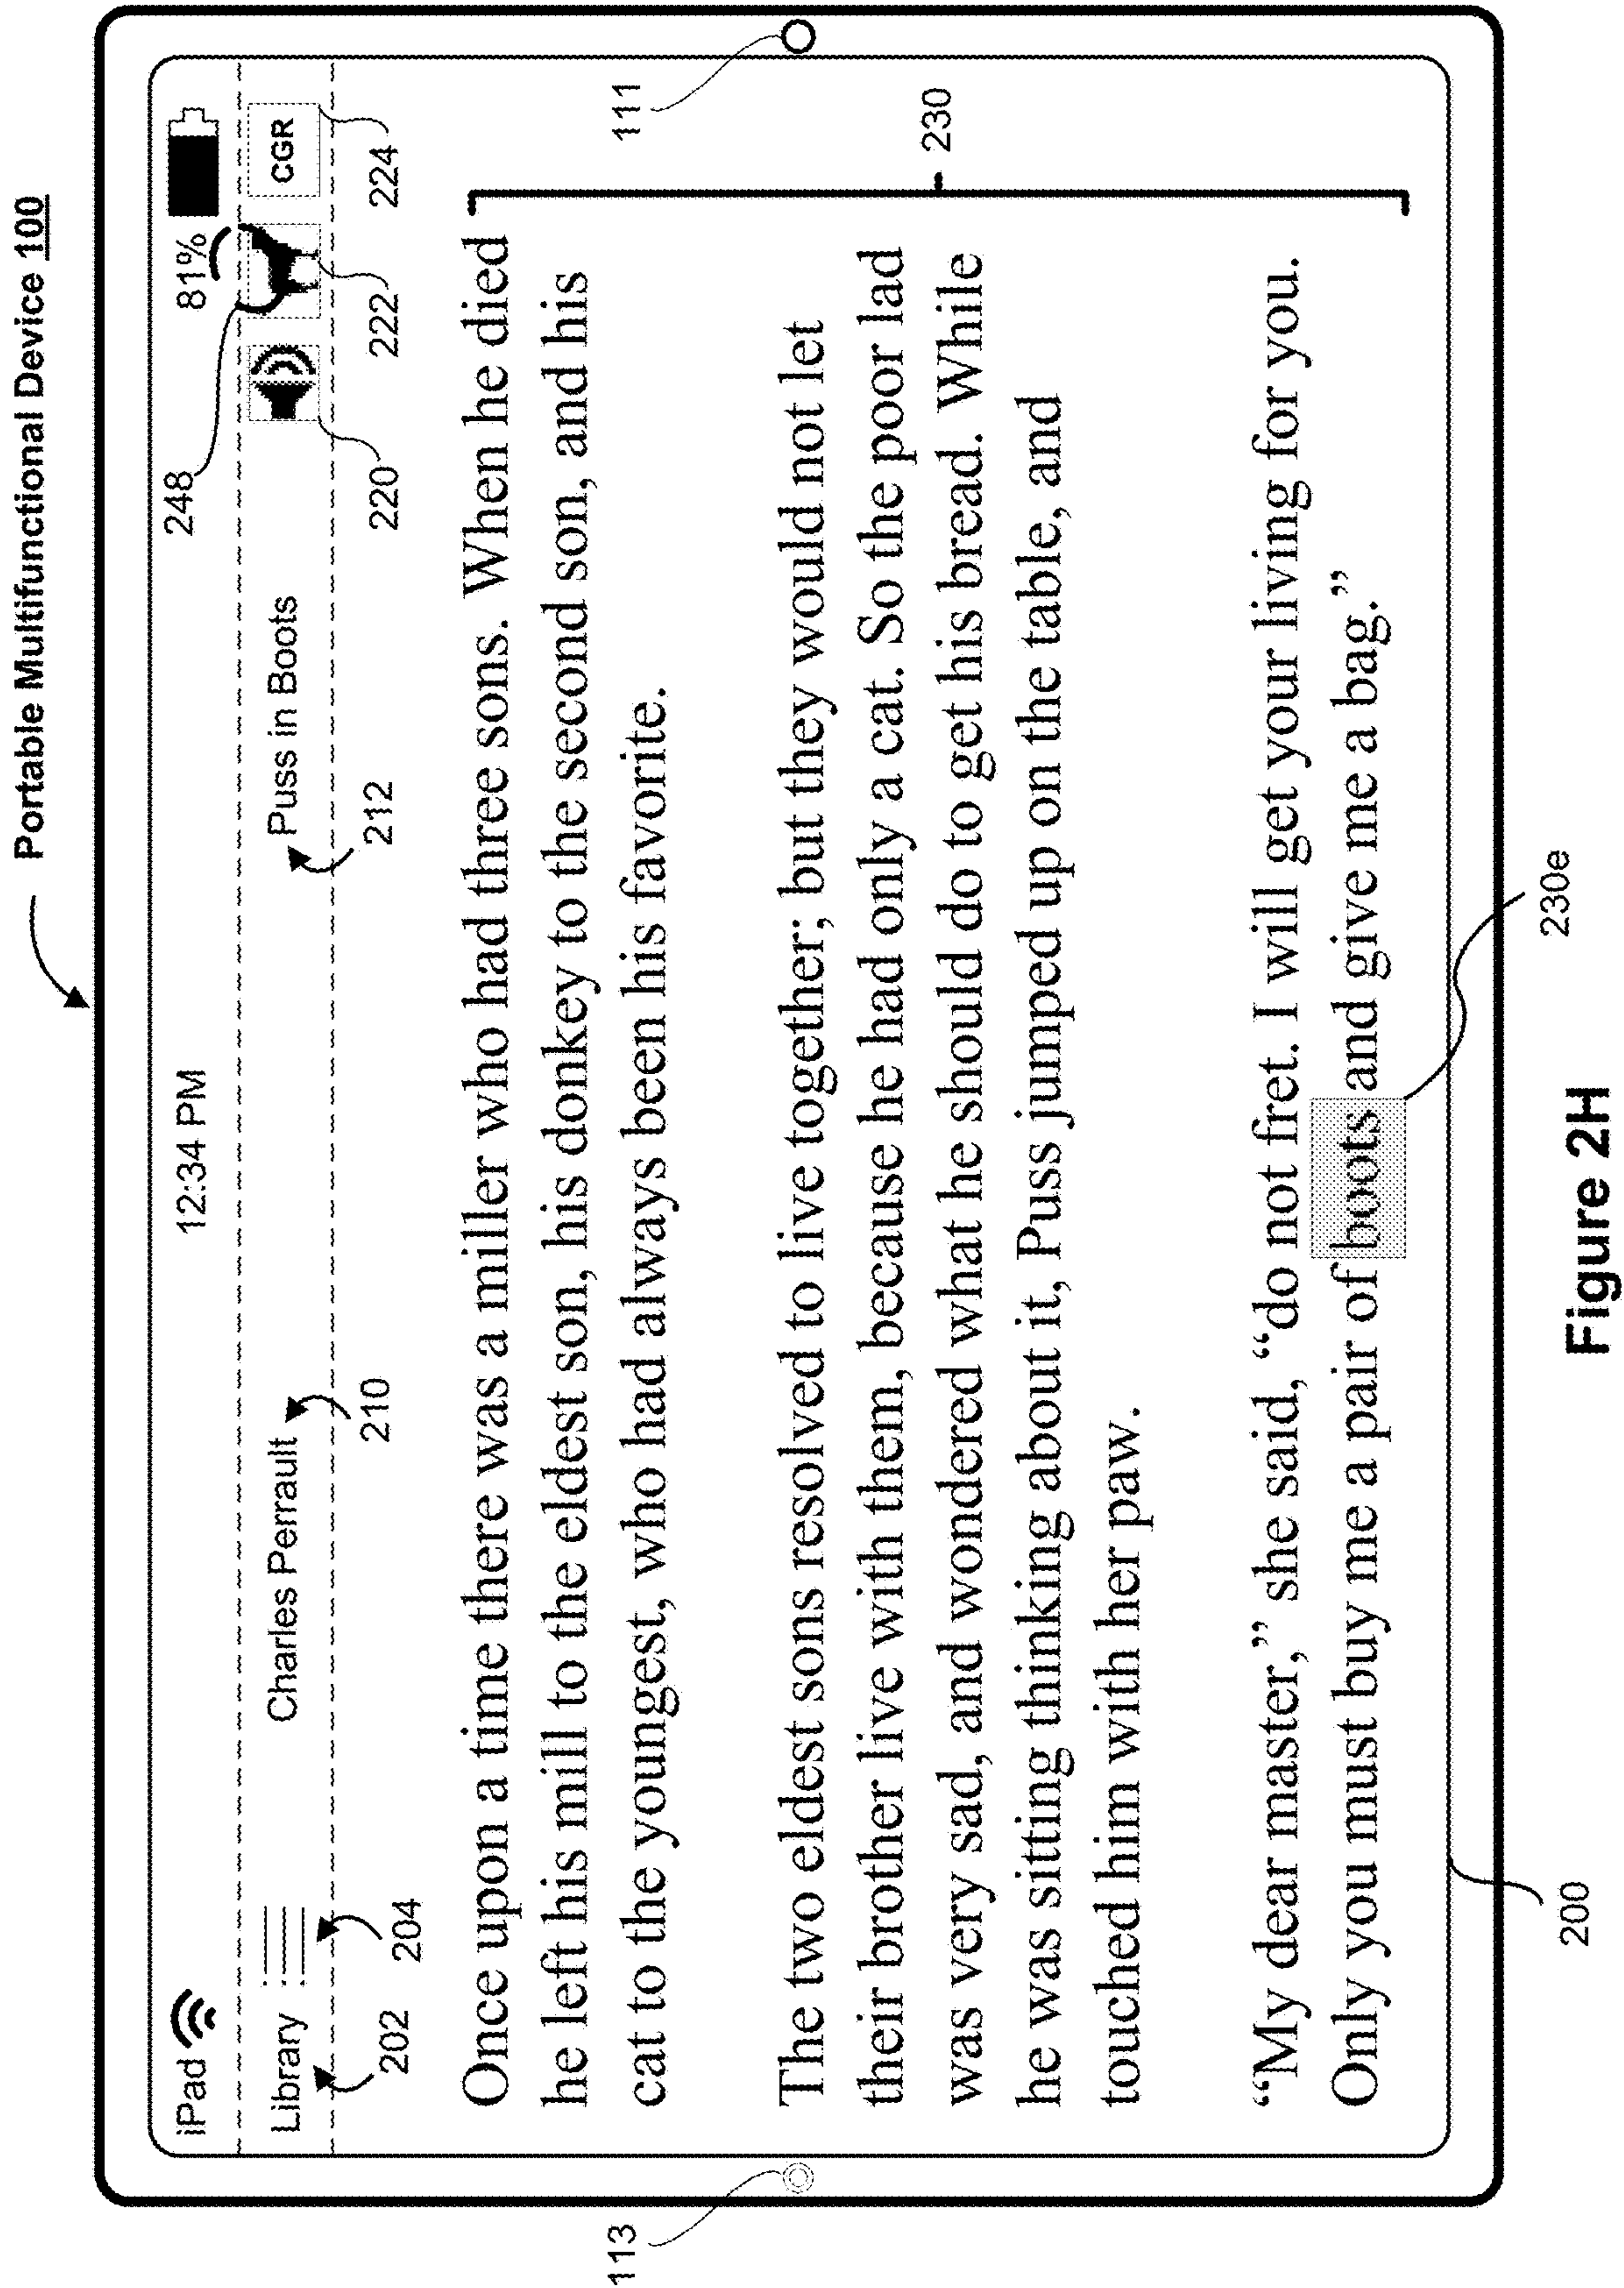 Portable Multifunctional Device 100
iPad
12:34 PM
81%
248
Library
Charles Perrault
Puss in Boots
CGR
202
204
210
212
220
222
224
Once upon a time there was a miller who had three sons. When he died
he left his mill to the eldest son, his donkey to the second son, and his
cat to the youngest, who had always been his favorite.
113
111
The two eldest sons resolved to live together; but they would not let
their brother live with them, because he had only a cat. So the poor lad
was very sad, and wondered what he should do to get his bread. While
he was sitting thinking about it, Puss jumped up on the table, and
touched him with her paw.
230
“My dear master,” she said, “do not fret. I will get your living for you.
Only you must buy me a pair of boots and give me a bag.”
200
230e
Figure 2H